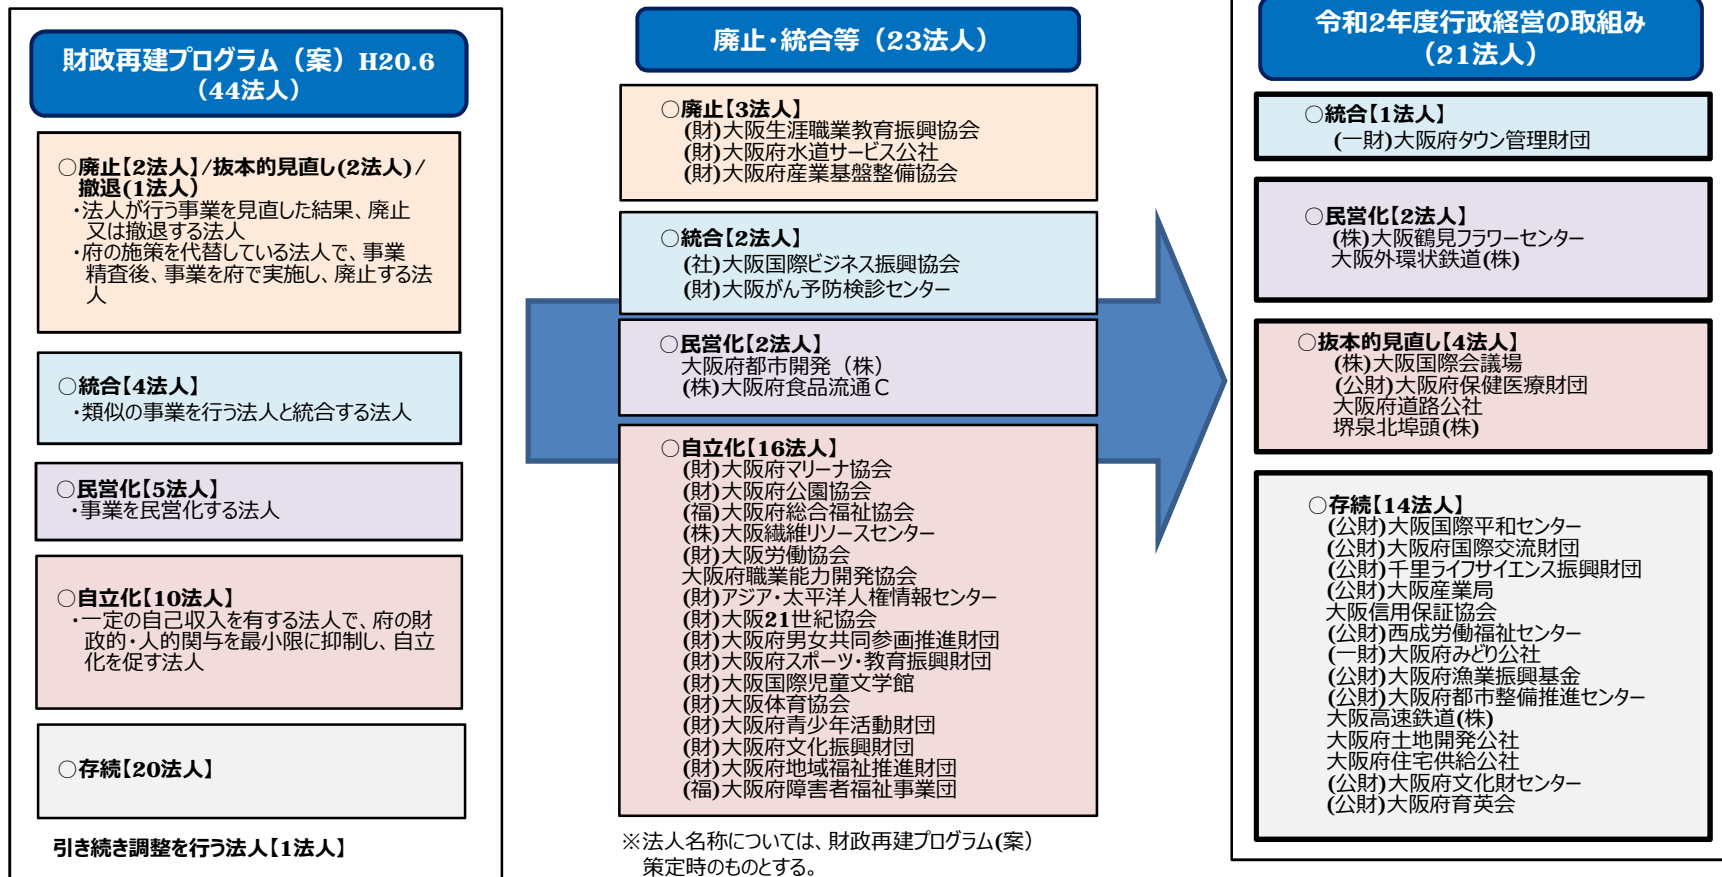 財政再建プログラム（案）H20.6
（44法人）
○廃止【2法人】/抜本的見直し(2法人)/
撤退(1法人)
・法人が行う事業を見直した結果、廃止
又は撤退する法人
・府の施策を代替している法人で、事業
精査後、事業を府で実施し、廃止する法
人
○統合【4法人】
・類似の事業を行う法人と統合する法人
○民営化【5法人】
・事業を民営化する法人
○自立化【10法人】
・一定の自己収入を有する法人で、府の財
政的・人的関与を最小限に抑制し、自立
化を促す法人
○存続【20法人】
引き続き調整を行う法人【1法人】
廃止・統合等（23法人）
○廃止【3法人】
(財)大阪生涯職業教育振興協会
(財)大阪府水道サービス公社
(財)大阪府産業基盤整備協会
○統合【2法人】
(社)大阪国際ビジネス振興協会
(財)大阪がん予防検診センター
○民営化【2法人】
大阪府都市開発（株）
(株)大阪府食品流通C
○自立化【16法人】
(財)大阪府マリーナ協会
(財)大阪府公園協会
(福)大阪府総合福祉協会
(株)大阪繊維リソースセンター
(財)大阪労働協会
大阪府職業能力開発協会
(財)アジア・太平洋人権情報センター
(財)大阪21世紀協会
(財)大阪府男女共同参画推進財団
(財)大阪府スポーツ・教育振興財団
(財)大阪国際児童文学館
(財)大阪体育協会
(財)大阪府青少年活動財団
(財)大阪府文化振興財団
(財)大阪府地域福祉推進財団
(福)大阪府障害者福祉事業団
※法人名称については、財政再建プログラム(案)
策定時のものとする。
令和2年度行政経営の取組み
（21法人）
○統合【1法人】
(一財)大阪府タウン管理財団
○民営化【2法人】
(株)大阪鶴見フラワーセンター
大阪外環状鉄道(株)
○抜本的見直し【4法人】
(株)大阪国際会議場
(公財)大阪府保健医療財団
大阪府道路公社
堺泉北埠頭(株)
○存続【14法人】
(公財)大阪国際平和センター
(公財)大阪府国際交流財団
(公財)千里ライフサイエンス振興財団
(公財)大阪産業局
大阪信用保証協会
(公財)西成労働福祉センター
(一財)大阪府みどり公社
(公財)大阪府漁業振興基金
(公財)大阪府都市整備推進センター
大阪高速鉄道(株)
大阪府土地開発公社
大阪府住宅供給公社
(公財)大阪府文化財センター
(公財)大阪府育英会